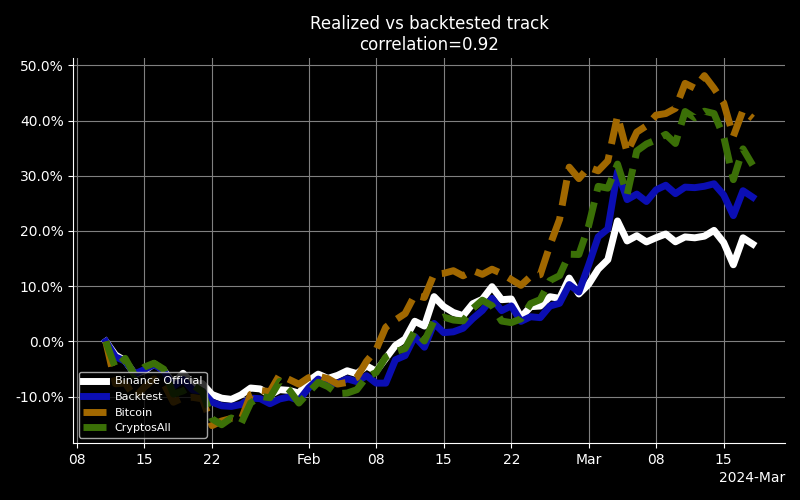 Realized vs backtested track
correlation=0.92
50.0%
40.0%
30.0%
20.0%
10.0%
0.0%
-10.0%
Binance Official
Backtest
Bitcoin
CryptosAll
08 15 22 Feb 08 15 22 Mar 08 15
2024-Mar